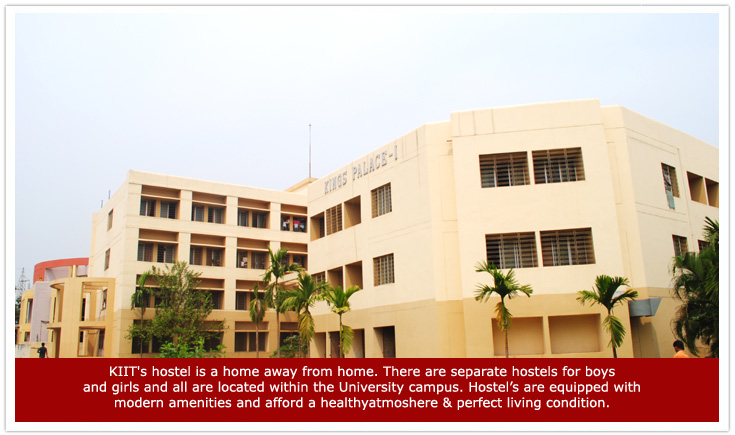 KINGS PALACE-1
KIIT's hostel is a home away from home. There are separate hostels for boys
and girls and all are located within the University campus. Hostel's are equipped with
modern amenities and afford a healthyatmoshere & perfect living condition.